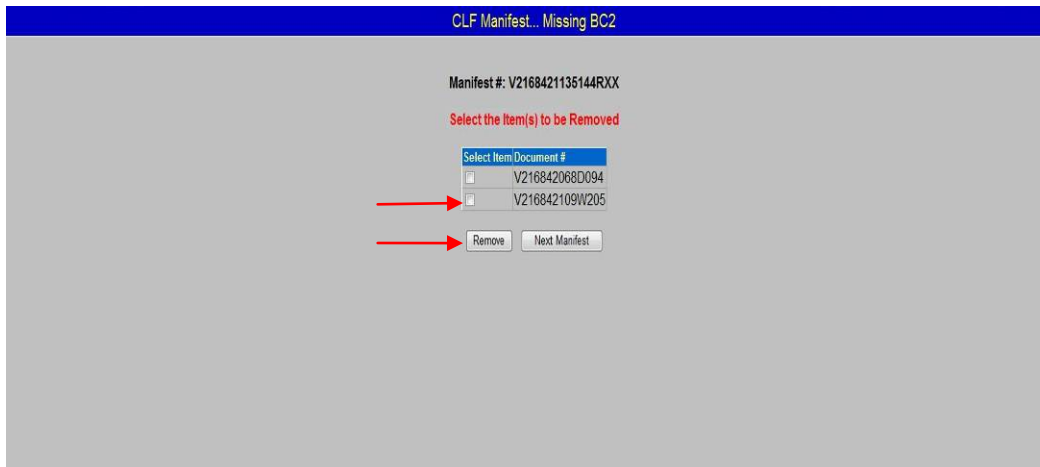 CLF Manifest... Missing BC2
Manifest #: V2168421135144RXX
Select the Item(s) to be Removed
Select Item Document #
V216842068D094
V216842109W205
Remove Next Manifest